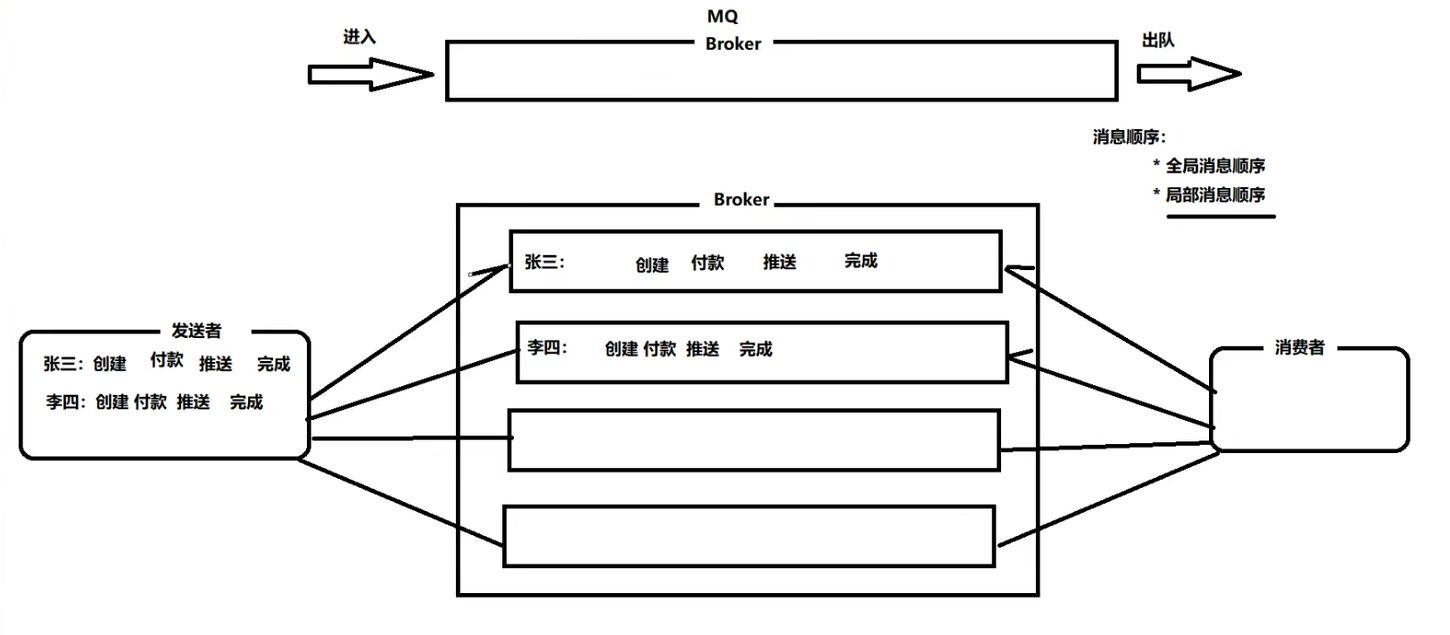 MQ
进入
Broker
出队
消息顺序：
* 全局消息顺序
* 局部消息顺序
Broker
张三： 创建 付款 推送 完成
李四： 创建 付款 推送 完成
发送者
张三：创建 付款 推送 完成
李四：创建 付款 推送 完成
消费者